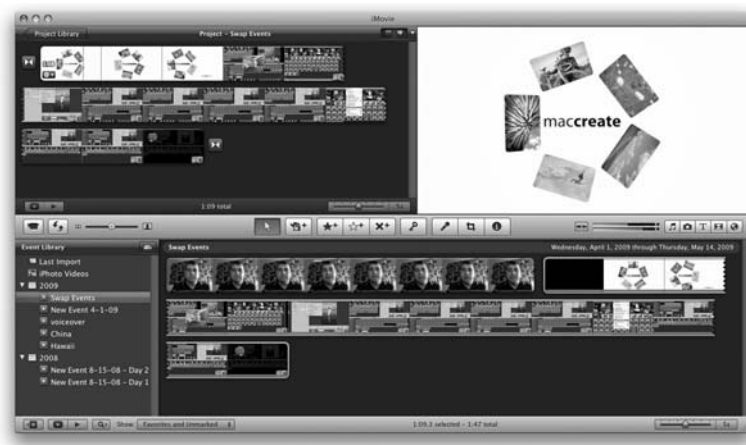 iMovie
Project Library
Project - Swap Events
maccreate
1:09 total
5s
Event Library
Swap Events
Wednesday, April 1, 2009 through Thursday, May 14, 2009
Last Import
iPhoto Videos
2009
Swap Events
New Event 4-1-09
voiceover
China
Hawaii
2008
New Event 8-15-08 - Day 2
New Event 8-15-08 - Day 1
Show: Favorites and Unmarked
1:09.3 selected - 1:47 total
5s